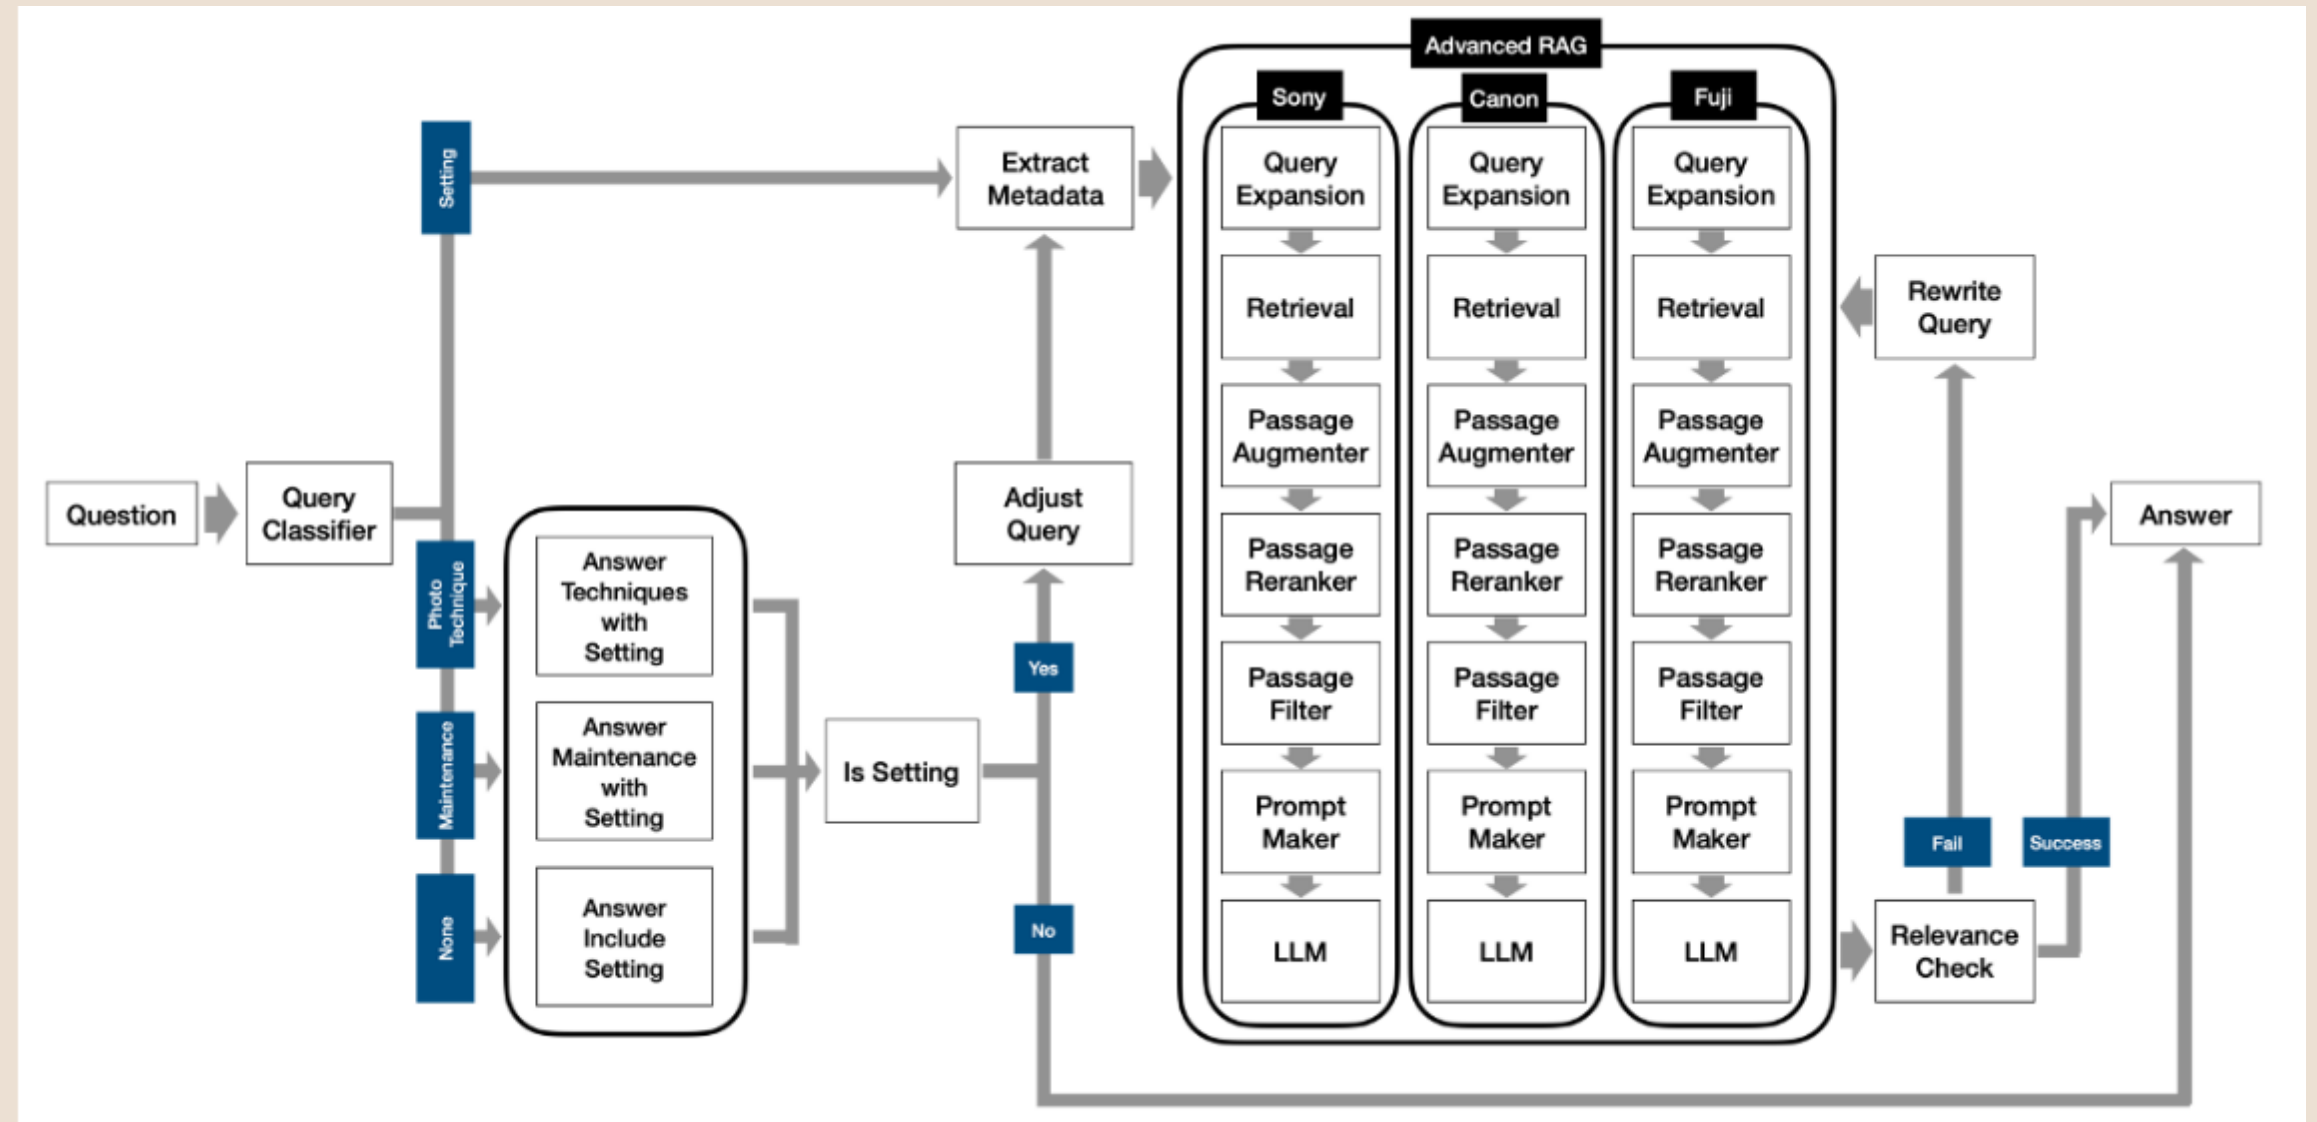 Question
Query
Classifier
Setting
Photo
Technique
Maintenance
None
Answer
Techniques
with
Setting
Answer
Maintenance
with
Setting
Answer
Include
Setting
Is Setting
Yes
No
Adjust
Query
Extract
Metadata
Advanced RAG
Sony
Query
Expansion
Retrieval
Passage
Augmenter
Passage
Reranker
Passage
Filter
Prompt
Maker
LLM
Canon
Query
Expansion
Retrieval
Passage
Augmenter
Passage
Reranker
Passage
Filter
Prompt
Maker
LLM
Fuji
Query
Expansion
Retrieval
Passage
Augmenter
Passage
Reranker
Passage
Filter
Prompt
Maker
LLM
Relevance
Check
Fail
Success
Rewrite
Query
Answer